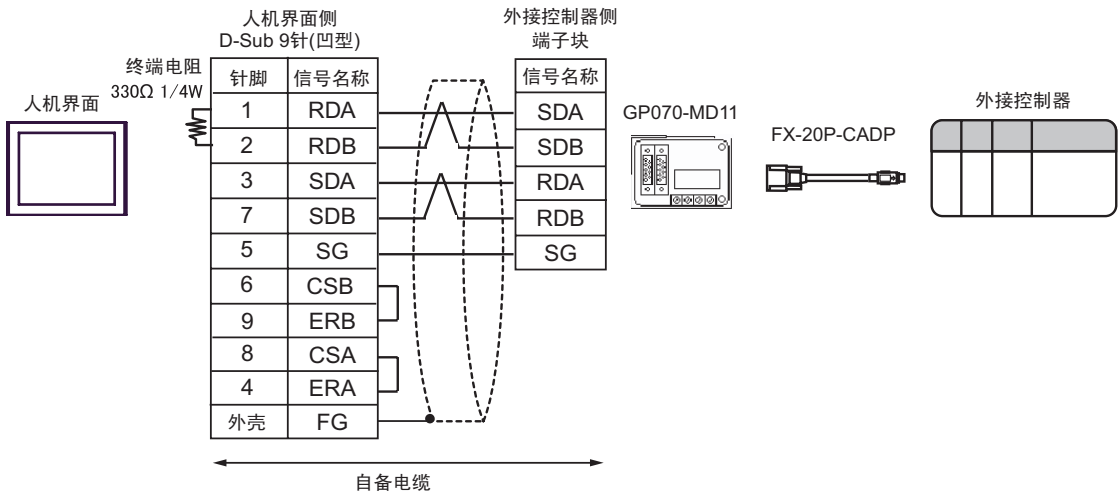 人机界面侧
D-Sub 9针(凹型)
外接控制器侧
端子块
终端电阻
330Ω 1/4W
人机界面
针脚 信号名称
1 RDA
2 RDB
3 SDA
7 SDB
5 SG
6 CSB
9 ERB
8 CSA
4 ERA
外壳 FG
信号名称
SDA
SDB
RDA
RDB
SG
GP070-MD11
FX-20P-CADP
外接控制器
自备电缆